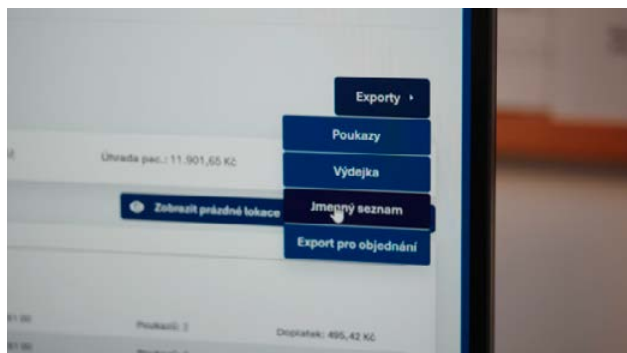 Exporty
Poukazy
Úhrada pac.: 11.901,65 Kč
Výdejka
Zobrazit prázdné lokace
Jmenný seznam
Export pro objednání
Poukazů: 3
Doplatek: 495,42 Kč